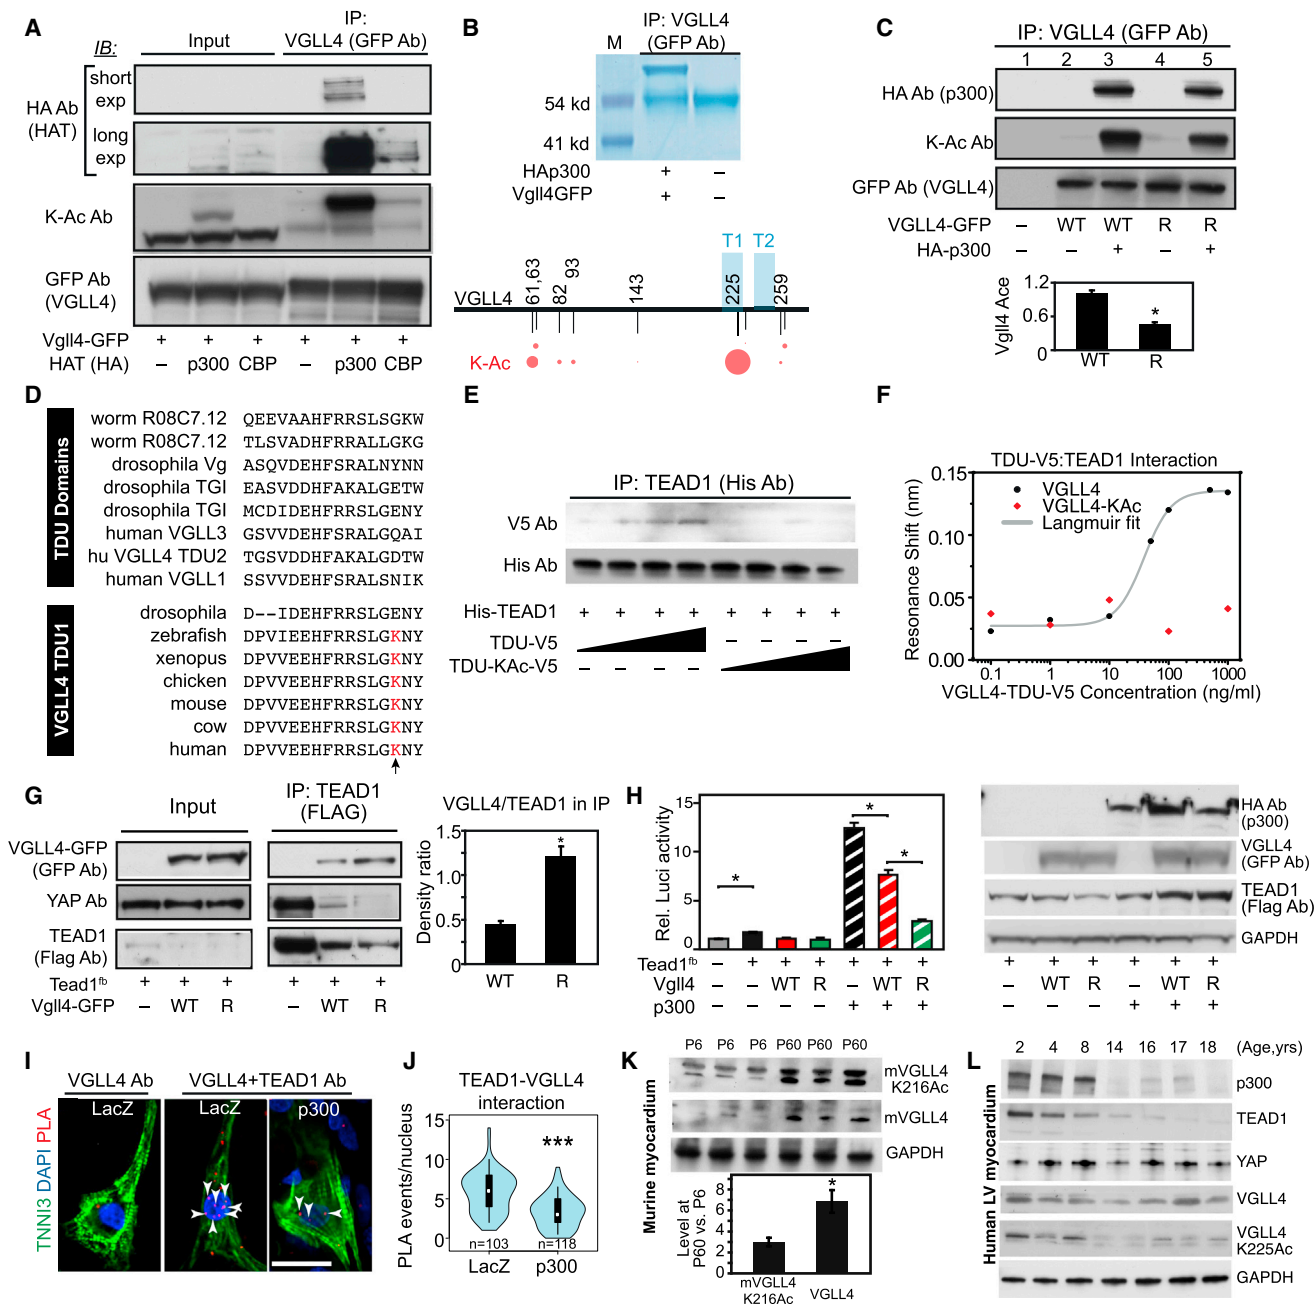 A
IB:
Input
IP:
VGLL4 (GFP Ab)
HA Ab
(HAT)
short
exp
long
exp
K-Ac Ab
GFP Ab
(VGLL4)
Vgll4-GFP + + + + + +
HAT (HA) – p300 CBP – p300 CBP
B
IP: VGLL4
(GFP Ab)
M
54 kd
41 kd
HAp300 + –
Vgll4GFP + –
T1 T2
VGLL4
61,63
82
93
143
225
259
K-Ac
C
IP: VGLL4 (GFP Ab)
1 2 3 4 5
HA Ab (p300)
K-Ac Ab
GFP Ab (VGLL4)
VGLL4-GFP – WT WT R R
HA-p300 – + – +
Vgll4 Ace
1.2
0.6
0
*
WT R
D
TDU Domains
worm R08C7.12 QEEVAAHFRRSLSGKW
worm R08C7.12 TLSVADHFRRALLGKG
drosophila Vg ASQVDEHFSRALNYNN
drosophila TGI EASVDDHFAKALGETW
drosophila TGI MCDIDEHFRRSLGENY
human VGLL3 GSVVDEHFSRALGQAI
hu VGLL4 TDU2 TGSVDDHFAKALGDTW
human VGLL1 SSVVDEHFSRALSNIK
VGLL4 TDU1
drosophila D--IDEHFRRSLGENY
zebrafish DPVIEEHFRRSLGKNY
xenopus DPVVEEHFRRSLGKNY
chicken DPVVEEHFRRSLGKNY
mouse DPVVEEHFRRSLGKNY
cow DPVVEEHFRRSLGKNY
human DPVVEEHFRRSLGKNY
E
IP: TEAD1 (His Ab)
V5 Ab
His Ab
His-TEAD1 + + + + + + + +
TDU-V5 – – – –
TDU-KAc-V5 – – – –
F
TDU-V5:TEAD1 Interaction
VGLL4
VGLL4-KAc
Langmuir fit
Resonance Shift (nm)
0.15
0.10
0.05
0.00
0.1 1 10 100 1000
VGLL4-TDU-V5 Concentration (ng/ml)
G
Input
IP: TEAD1
(FLAG)
VGLL4-GFP
(GFP Ab)
YAP Ab
TEAD1
(Flag Ab)
Tead1fb + + + + + +
Vgll4-GFP – WT R – WT R
VGLL4/TEAD1 in IP
Density ratio
1.5
1.0
0.5
0
*
WT R
H
Rel. Luci activity
15
10
5
0
* * *
Tead1fb – + + + + + +
Vgll4 – – WT R – WT R
p300 – – – – + + +
HA Ab
(p300)
VGLL4
(GFP Ab)
TEAD1
(Flag Ab)
GAPDH
+ + + + + +
– WT R – WT R
– – – + + +
I
VGLL4 Ab
VGLL4+TEAD1 Ab
LacZ LacZ p300
TNNI3 DAPI PLA
J
TEAD1-VGLL4
interaction
PLA events/nucleus
15
10
5
0
***
n=103 n=118
LacZ p300
K
Murine myocardium
P6 P6 P6 P60 P60 P60
mVGLL4
K216Ac
mVGLL4
GAPDH
Level at
P60 vs. P6
8
6
4
2
0
*
mVGLL4
K216Ac
VGLL4
L
Human LV myocardium
2 4 8 14 16 17 18 (Age,yrs)
p300
TEAD1
YAP
VGLL4
VGLL4
K225Ac
GAPDH